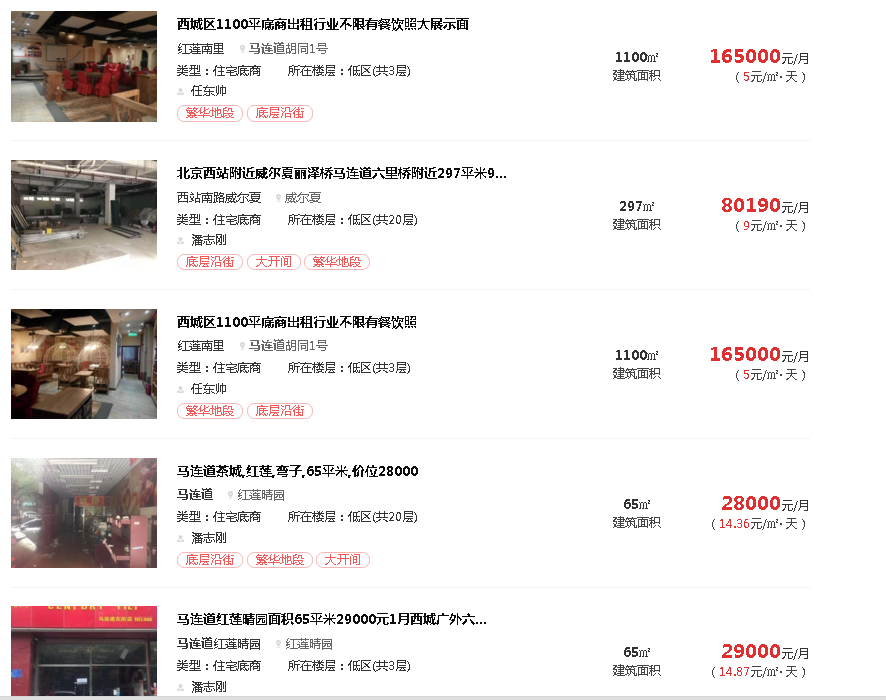 西城区1100平底商出租行业不限有餐饮照大展示面
红莲南里 马连道胡同1号
类型：住宅底商 所在楼层：低区(共3层)
任东帅
繁华地段 底层沿街
1100㎡
建筑面积
165000元/月
( 5元/㎡·天 )
北京西站附近威尔夏丽泽桥马连道六里桥附近297平米9...
西站南路威尔夏 威尔夏
类型：住宅底商 所在楼层：低区(共20层)
潘志刚
底层沿街 大开间 繁华地段
297㎡
建筑面积
80190元/月
( 9元/㎡·天 )
西城区1100平底商出租行业不限有餐饮照
红莲南里 马连道胡同1号
类型：住宅底商 所在楼层：低区(共3层)
任东帅
繁华地段 底层沿街
1100㎡
建筑面积
165000元/月
( 5元/㎡·天 )
马连道茶城,红莲,弯子,65平米,价位28000
马连道 红莲晴园
类型：住宅底商 所在楼层：低区(共20层)
潘志刚
底层沿街 繁华地段 大开间
65㎡
建筑面积
28000元/月
( 14.36元/㎡·天 )
马连道红莲晴园面积65平米29000元1月西城广外六...
马连道红莲晴园 红莲晴园
类型：住宅底商 所在楼层：低区(共3层)
潘志刚
65㎡
建筑面积
29000元/月
( 14.87元/㎡·天 )